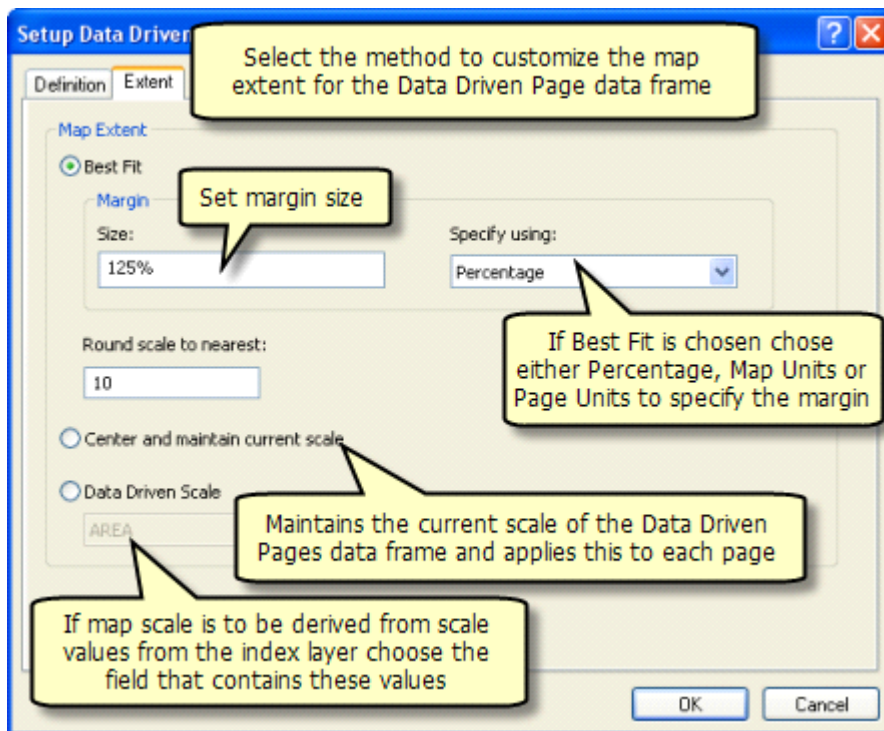 Setup Data Driven
Select the method to customize the map
extent for the Data Driven Page data frame
Definition
Extent
Map Extent
Best Fit
Margin
Set margin size
Size:
Specify using:
125%
Percentage
If Best Fit is chosen chose
either Percentage, Map Units or
Page Units to specify the margin
Round scale to nearest:
10
Center and maintain current scale
Data Driven Scale
AREA
Maintains the current scale of the Data Driven
Pages data frame and applies this to each page
If map scale is to be derived from scale
values from the index layer choose the
field that contains these values
OK
Cancel